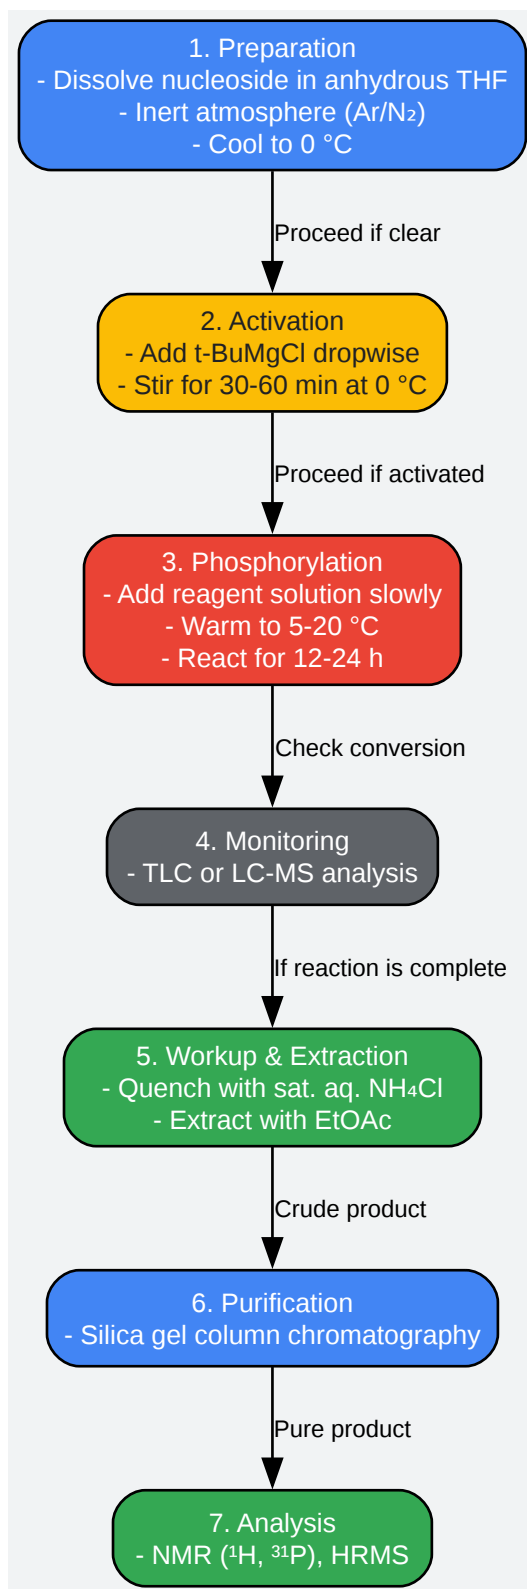 1. Preparation
- Dissolve nucleoside in anhydrous THF
- Inert atmosphere (Ar/N₂)
- Cool to 0 °C
Proceed if clear
2. Activation
- Add t-BuMgCl dropwise
- Stir for 30-60 min at 0 °C
Proceed if activated
3. Phosphorylation
- Add reagent solution slowly
- Warm to 5-20 °C
- React for 12-24 h
Check conversion
4. Monitoring
- TLC or LC-MS analysis
If reaction is complete
5. Workup & Extraction
- Quench with sat. aq. NH₄Cl
- Extract with EtOAc
Crude product
6. Purification
- Silica gel column chromatography
Pure product
7. Analysis
- NMR (¹H, ³¹P), HRMS